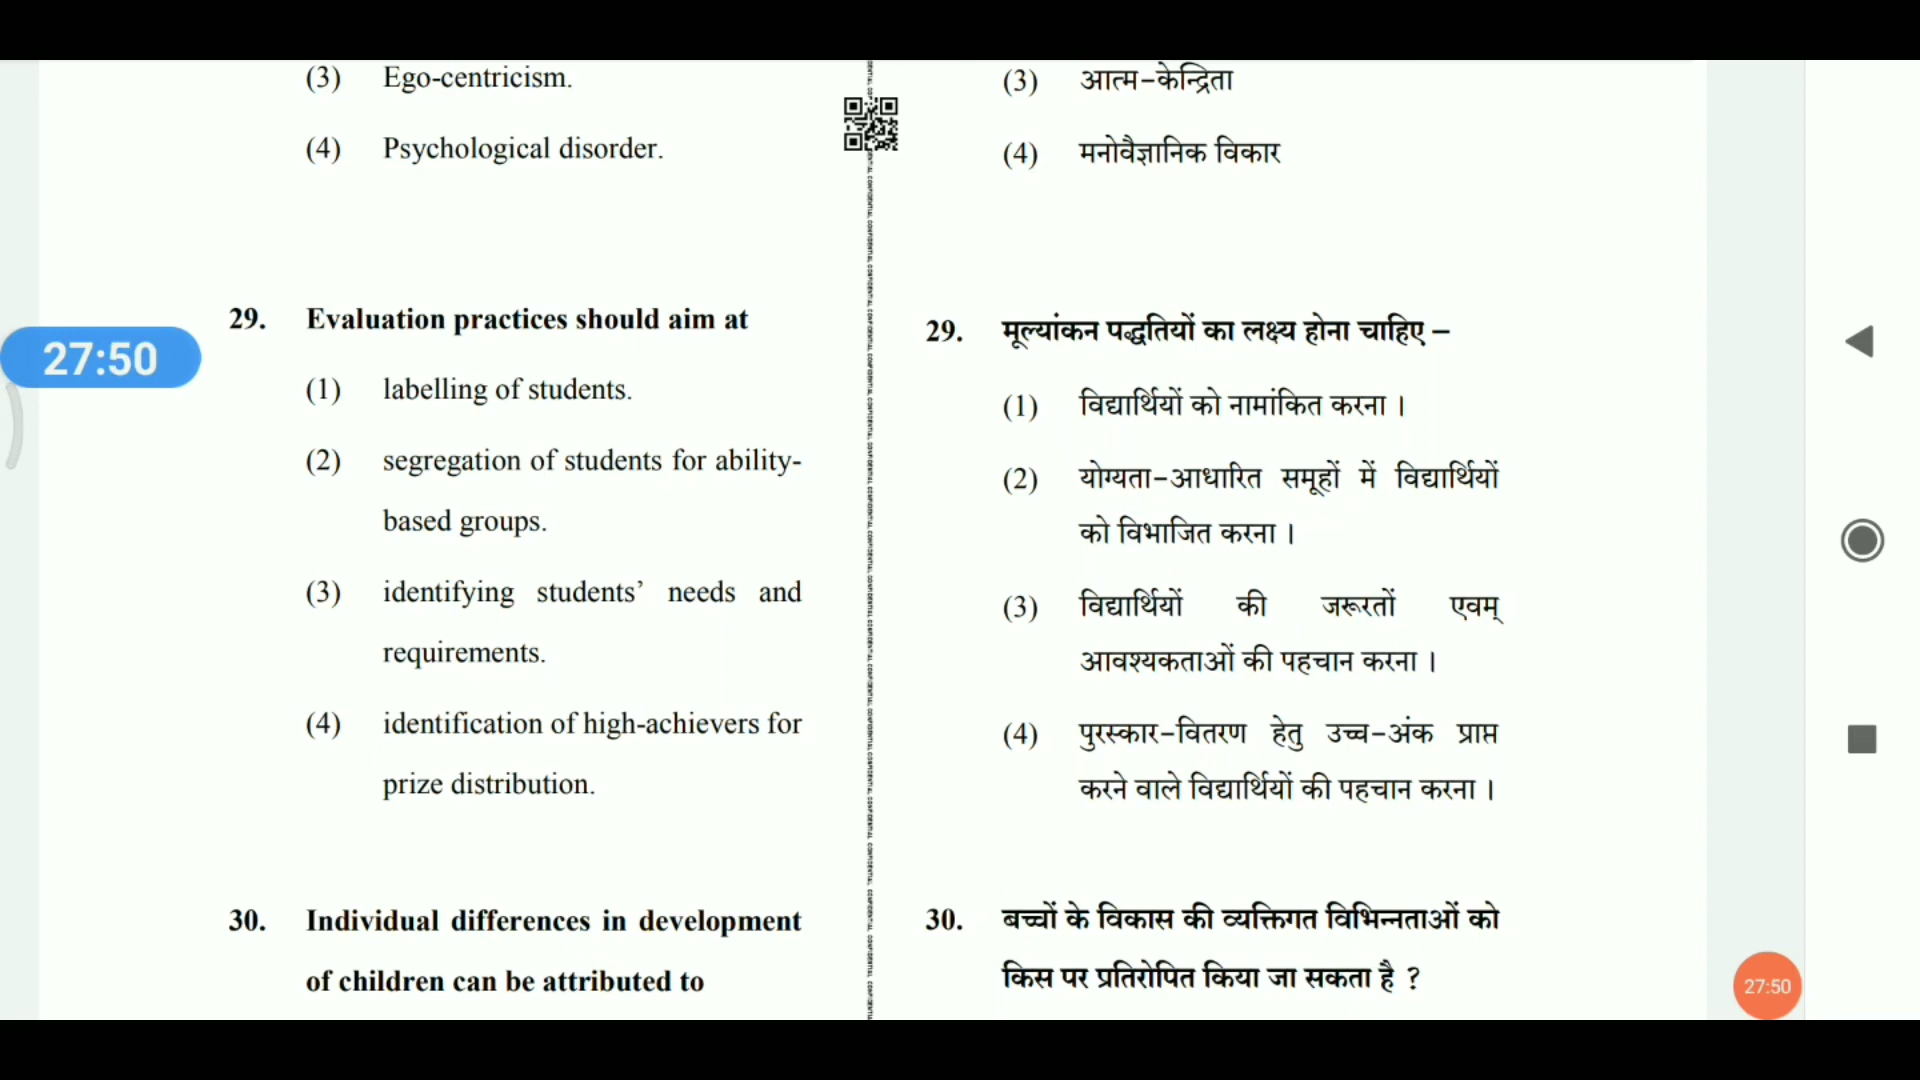 (3) Ego-centricism.
(4) Psychological disorder.
29. Evaluation practices should aim at
(1) labelling of students.
(2) segregation of students for ability-
based groups.
(3) identifying students’ needs and
requirements.
(4) identification of high-achievers for
prize distribution.
30. Individual differences in development
of children can be attributed to
(3) आत्म-केन्द्रिता
(4) मनोवैज्ञानिक विकार
29. मूल्यांकन पद्धतियों का लक्ष्य होना चाहिए –
(1) विद्यार्थियों को नामांकित करना ।
(2) योग्यता-आधारित समूहों में विद्यार्थियों
को विभाजित करना ।
(3) विद्यार्थियों की जरूरतों एवम्
आवश्यकताओं की पहचान करना ।
(4) पुरस्कार-वितरण हेतु उच्च-अंक प्राप्त
करने वाले विद्यार्थियों की पहचान करना ।
30. बच्चों के विकास की व्यक्तिगत विभिन्नताओं को
किस पर प्रतिरोपित किया जा सकता है ?
27:50
27:50